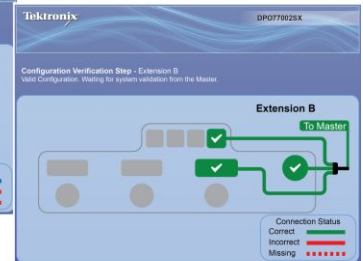 Tektronix
DPO77002SX
Configuration Verification Step - Extension B
Valid Configuration. Waiting for system validation from the Master.
Extension B
To Master
Connection Status
Correct
Incorrect
Missing